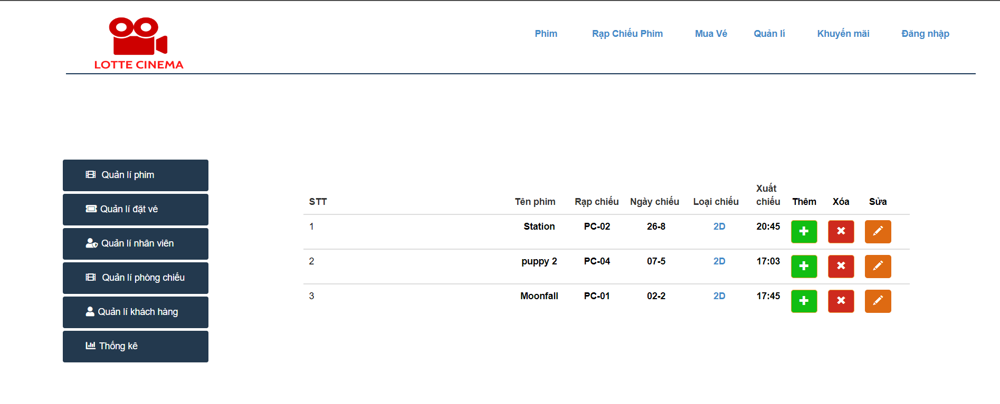 LOTTE CINEMA
Phim Rạp Chiếu Phim Mua Vé Quản lí Khuyến mãi Đăng nhập
Quản lí phim
Quản lí đặt vé
Quản lí nhân viên
Quản lí phòng chiếu
Quản lí khách hàng
Thống kê
STT Tên phim Rạp chiếu Ngày chiếu Loại chiếu Xuất chiếu Thêm Xóa Sửa
1 Station PC-02 26-8 2D 20:45
2 puppy 2 PC-04 07-5 2D 17:03
3 Moonfall PC-01 02-2 2D 17:45